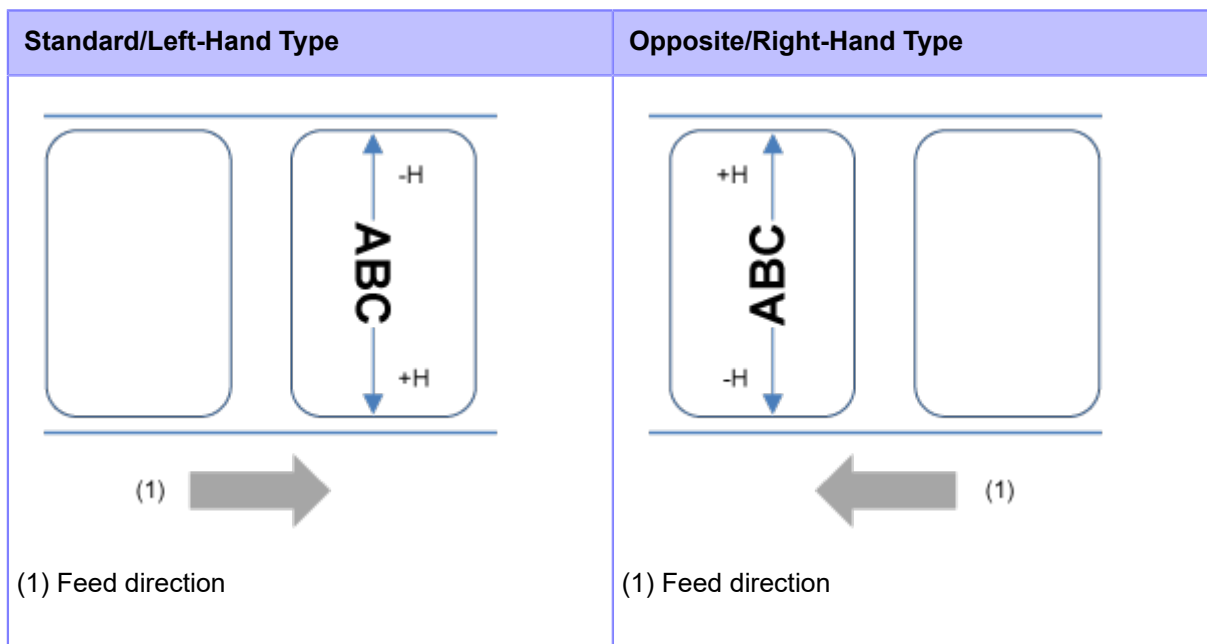 Standard/Left-Hand Type
Opposite/Right-Hand Type
-H
ABC
+H
(1)
(1) Feed direction
+H
ABC
-H
(1)
(1) Feed direction